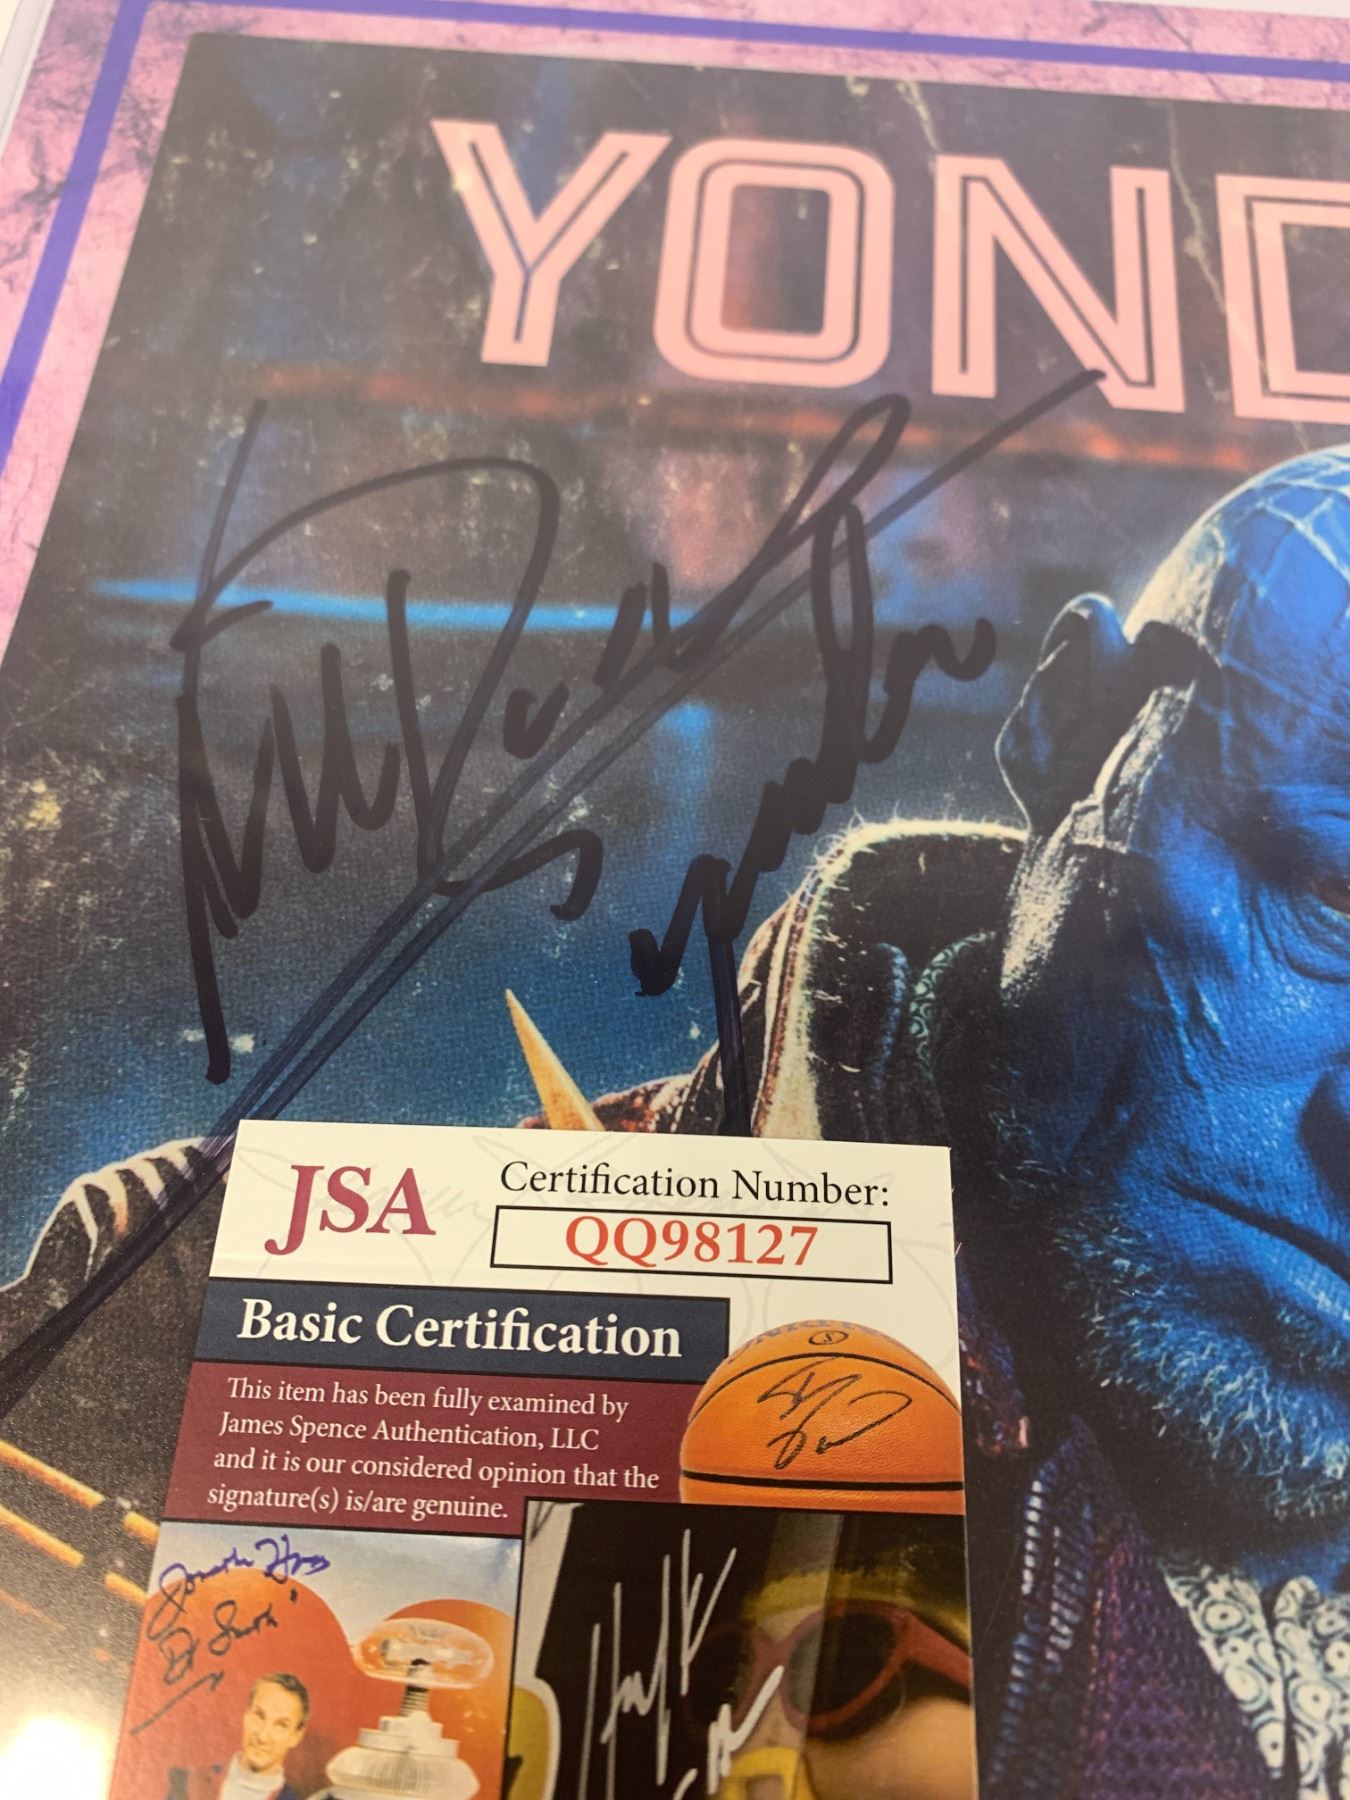 YOND
JSA
Certification Number:
QQ98127
Basic Certification
This item has been fully examined by
James Spence Authentication, LLC
and it is our considered opinion that the
signature(s) is/are genuine.
Hulk